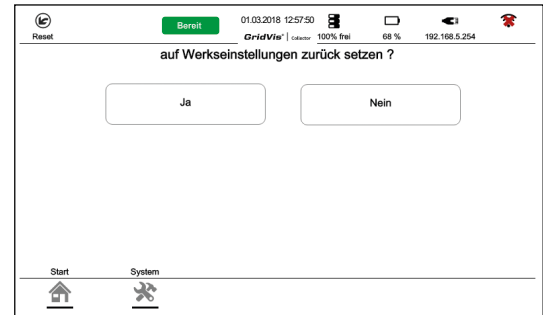 Reset
Bereit
01.03.2018 12:57:50
GridVis® | Collector
100% frei
68 %
192.168.5.254
auf Werkseinstellungen zurück setzen ?
Ja
Nein
Start
System